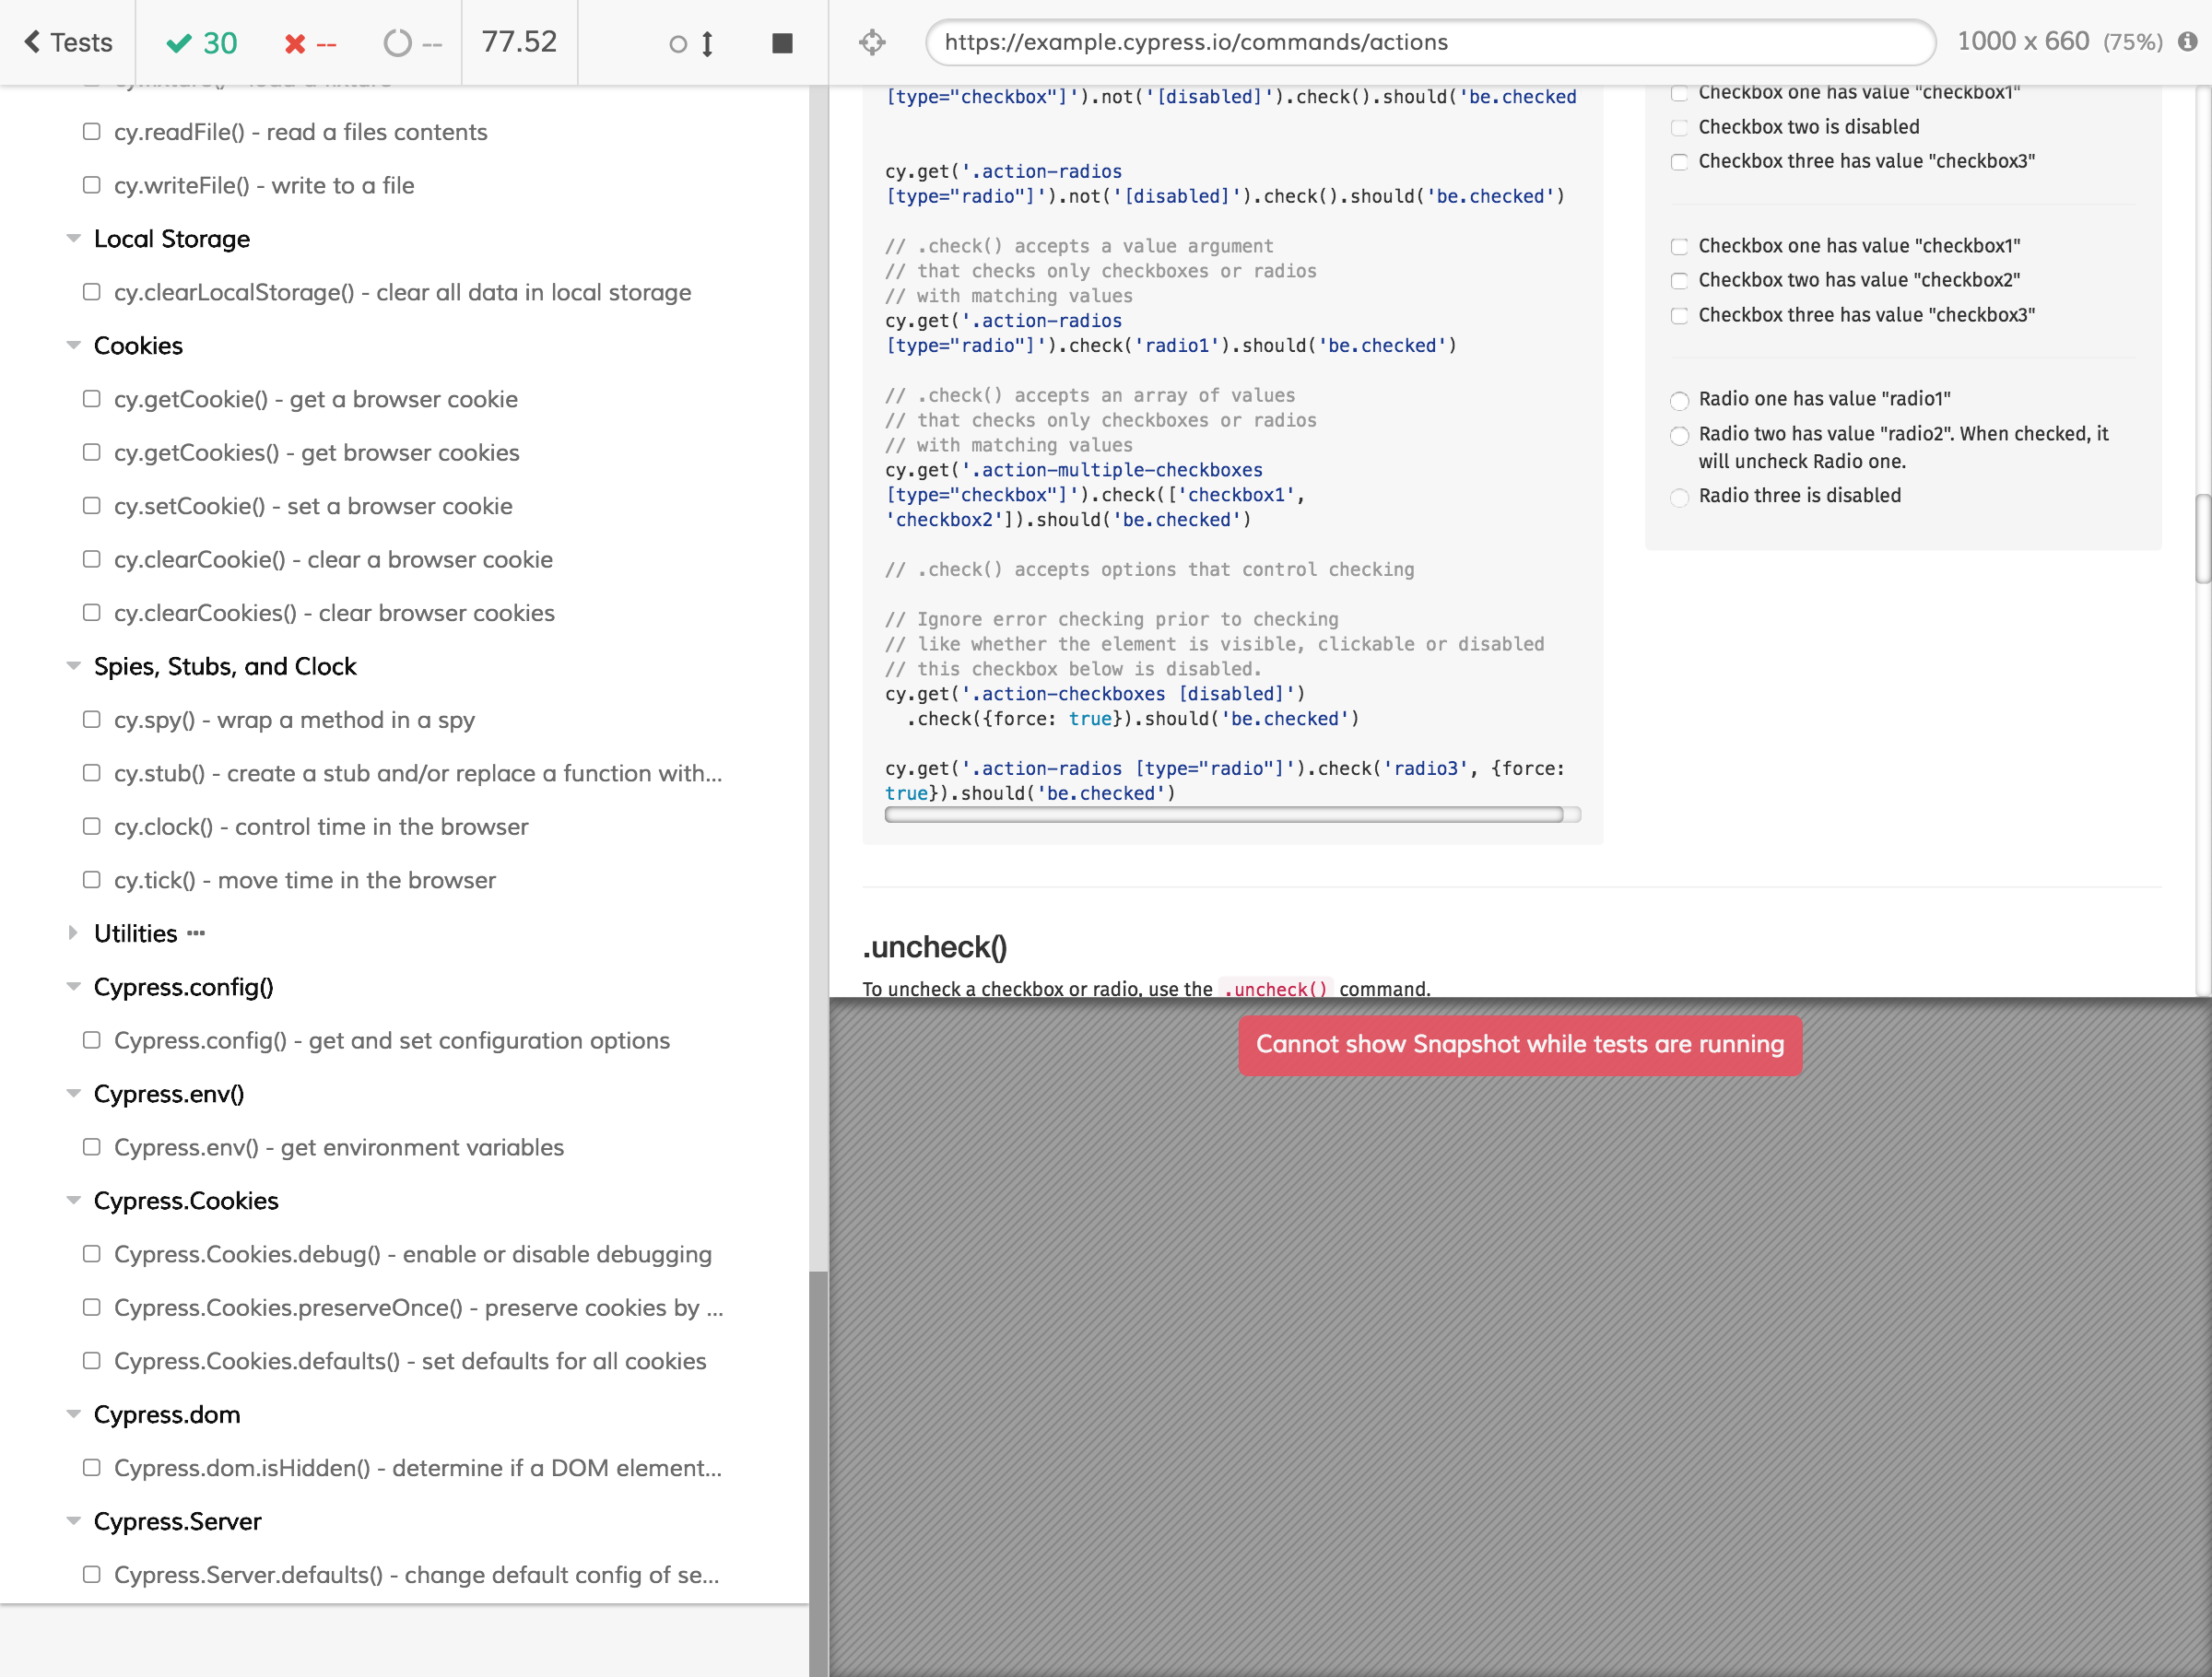 Tests
30
--
--
77.52
https://example.cypress.io/commands/actions
1000 x 660 (75%)
cy.readFile() - read a files contents
cy.writeFile() - write to a file
Local Storage
cy.clearLocalStorage() - clear all data in local storage
Cookies
cy.getCookie() - get a browser cookie
cy.getCookies() - get browser cookies
cy.setCookie() - set a browser cookie
cy.clearCookie() - clear a browser cookie
cy.clearCookies() - clear browser cookies
Spies, Stubs, and Clock
cy.spy() - wrap a method in a spy
cy.stub() - create a stub and/or replace a function with...
cy.clock() - control time in the browser
cy.tick() - move time in the browser
Utilities •••
Cypress.config()
Cypress.config() - get and set configuration options
Cypress.env()
Cypress.env() - get environment variables
Cypress.Cookies
Cypress.Cookies.debug() - enable or disable debugging
Cypress.Cookies.preserveOnce() - preserve cookies by ...
Cypress.Cookies.defaults() - set defaults for all cookies
Cypress.dom
Cypress.dom.isHidden() - determine if a DOM element...
Cypress.Server
Cypress.Server.defaults() - change default config of se...
[type="checkbox"]').not('[disabled]').check().should('be.checked
cy.get('.action-radios
[type="radio"]').not('[disabled]').check().should('be.checked')
// .check() accepts a value argument
// that checks only checkboxes or radios
// with matching values
cy.get('.action-radios
[type="radio"]').check('radio1').should('be.checked')
// .check() accepts an array of values
// that checks only checkboxes or radios
// with matching values
cy.get('.action-multiple-checkboxes
[type="checkbox"]').check(['checkbox1',
'checkbox2']).should('be.checked')
// .check() accepts options that control checking
// Ignore error checking prior to checking
// like whether the element is visible, clickable or disabled
// this checkbox below is disabled.
cy.get('.action-checkboxes [disabled]')
.check({force: true}).should('be.checked')
cy.get('.action-radios [type="radio"]').check('radio3', {force:
true}).should('be.checked')
Checkbox one has value "checkbox1"
Checkbox two is disabled
Checkbox three has value "checkbox3"
Checkbox one has value "checkbox1"
Checkbox two has value "checkbox2"
Checkbox three has value "checkbox3"
Radio one has value "radio1"
Radio two has value "radio2". When checked, it
will uncheck Radio one.
Radio three is disabled
.uncheck()
To uncheck a checkbox or radio, use the .uncheck() command.
Cannot show Snapshot while tests are running